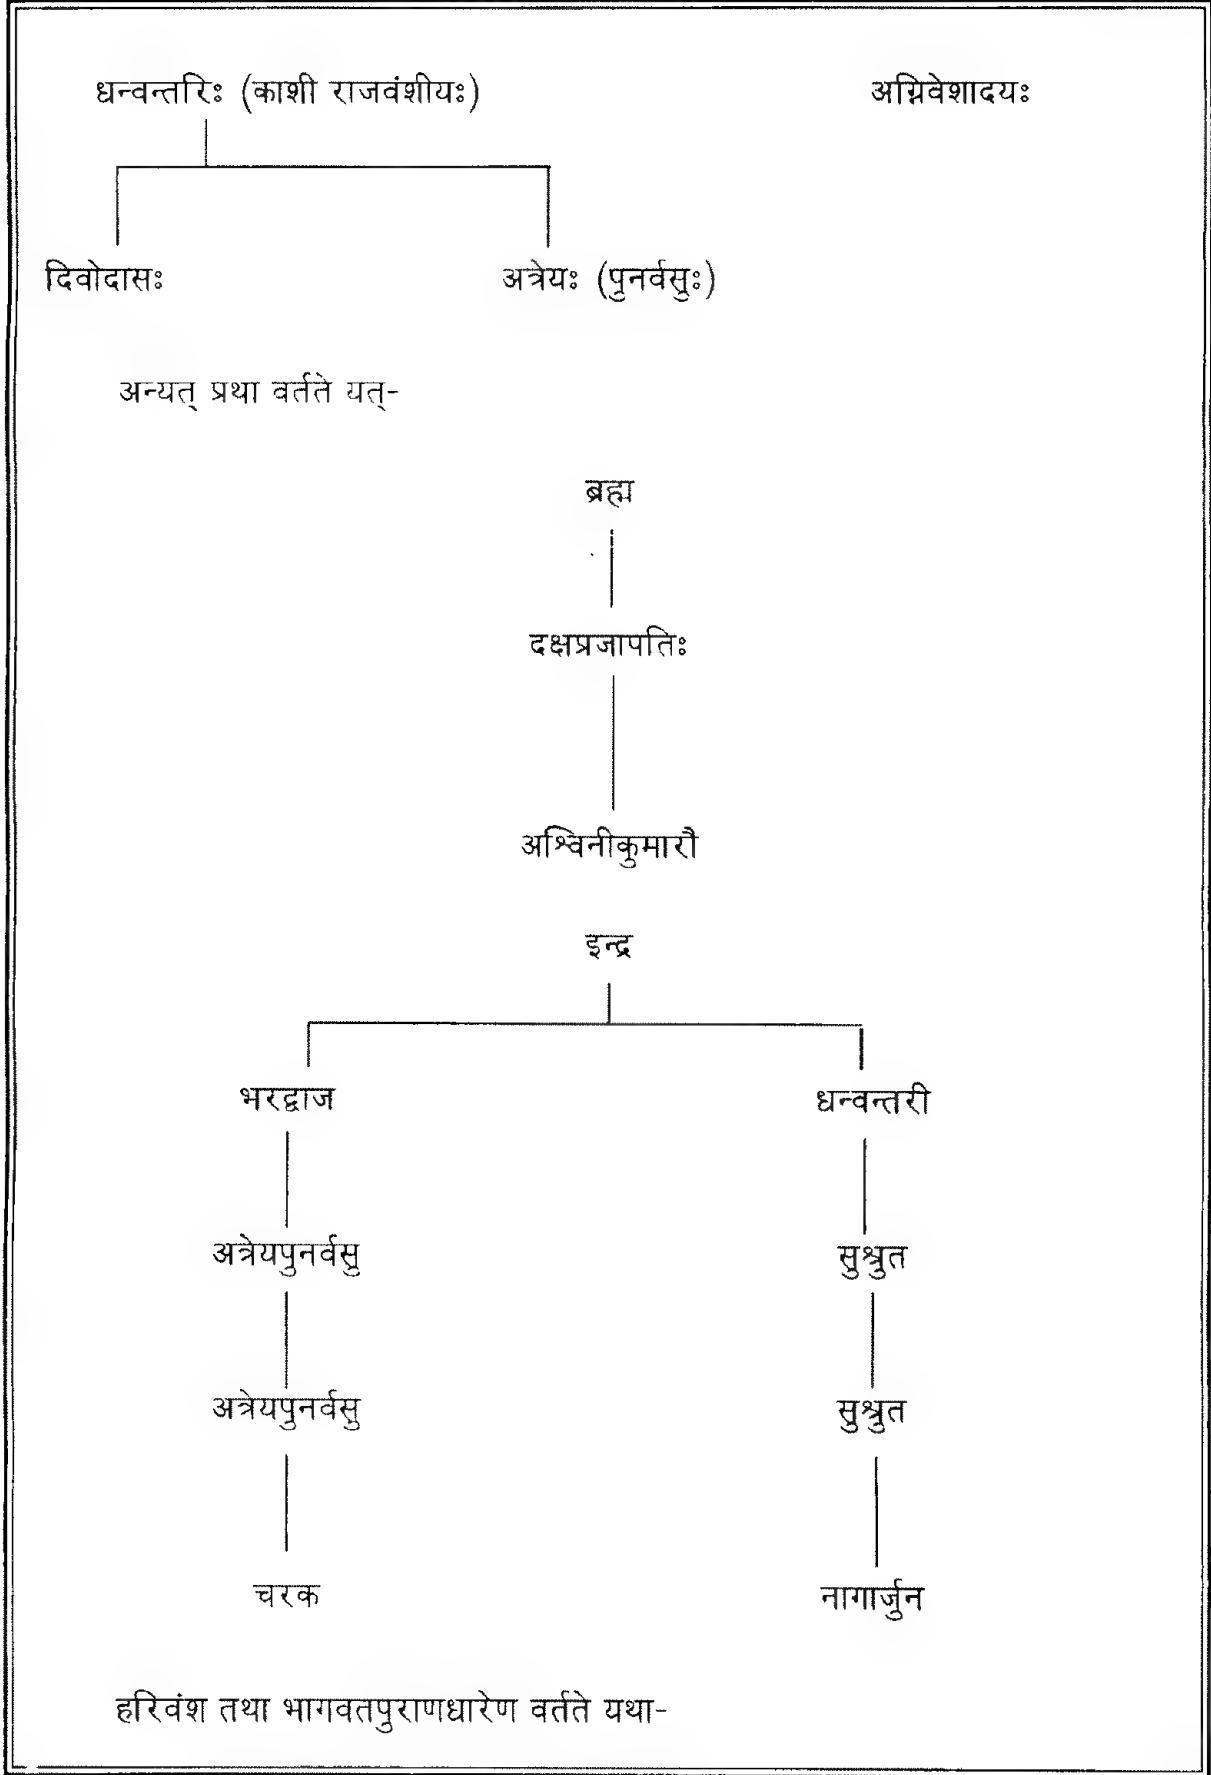 धन्वन्तरिः (काशी राजवंशीयः) अग्निवेशादयः
दिवोदासः अत्रेयः (पुनर्वसुः)
अन्यत् प्रथा वर्तते यत्-
ब्रह्म
दक्षप्रजापतिः
अश्विनीकुमारौ
इन्द्र
भरद्वाज धन्वन्तरी
अत्रेयपुनर्वसु सुश्रुत
अत्रेयपुनर्वसु सुश्रुत
चरक नागार्जुन
हरिवंश तथा भागवतपुराणधारेण वर्तते यथा-